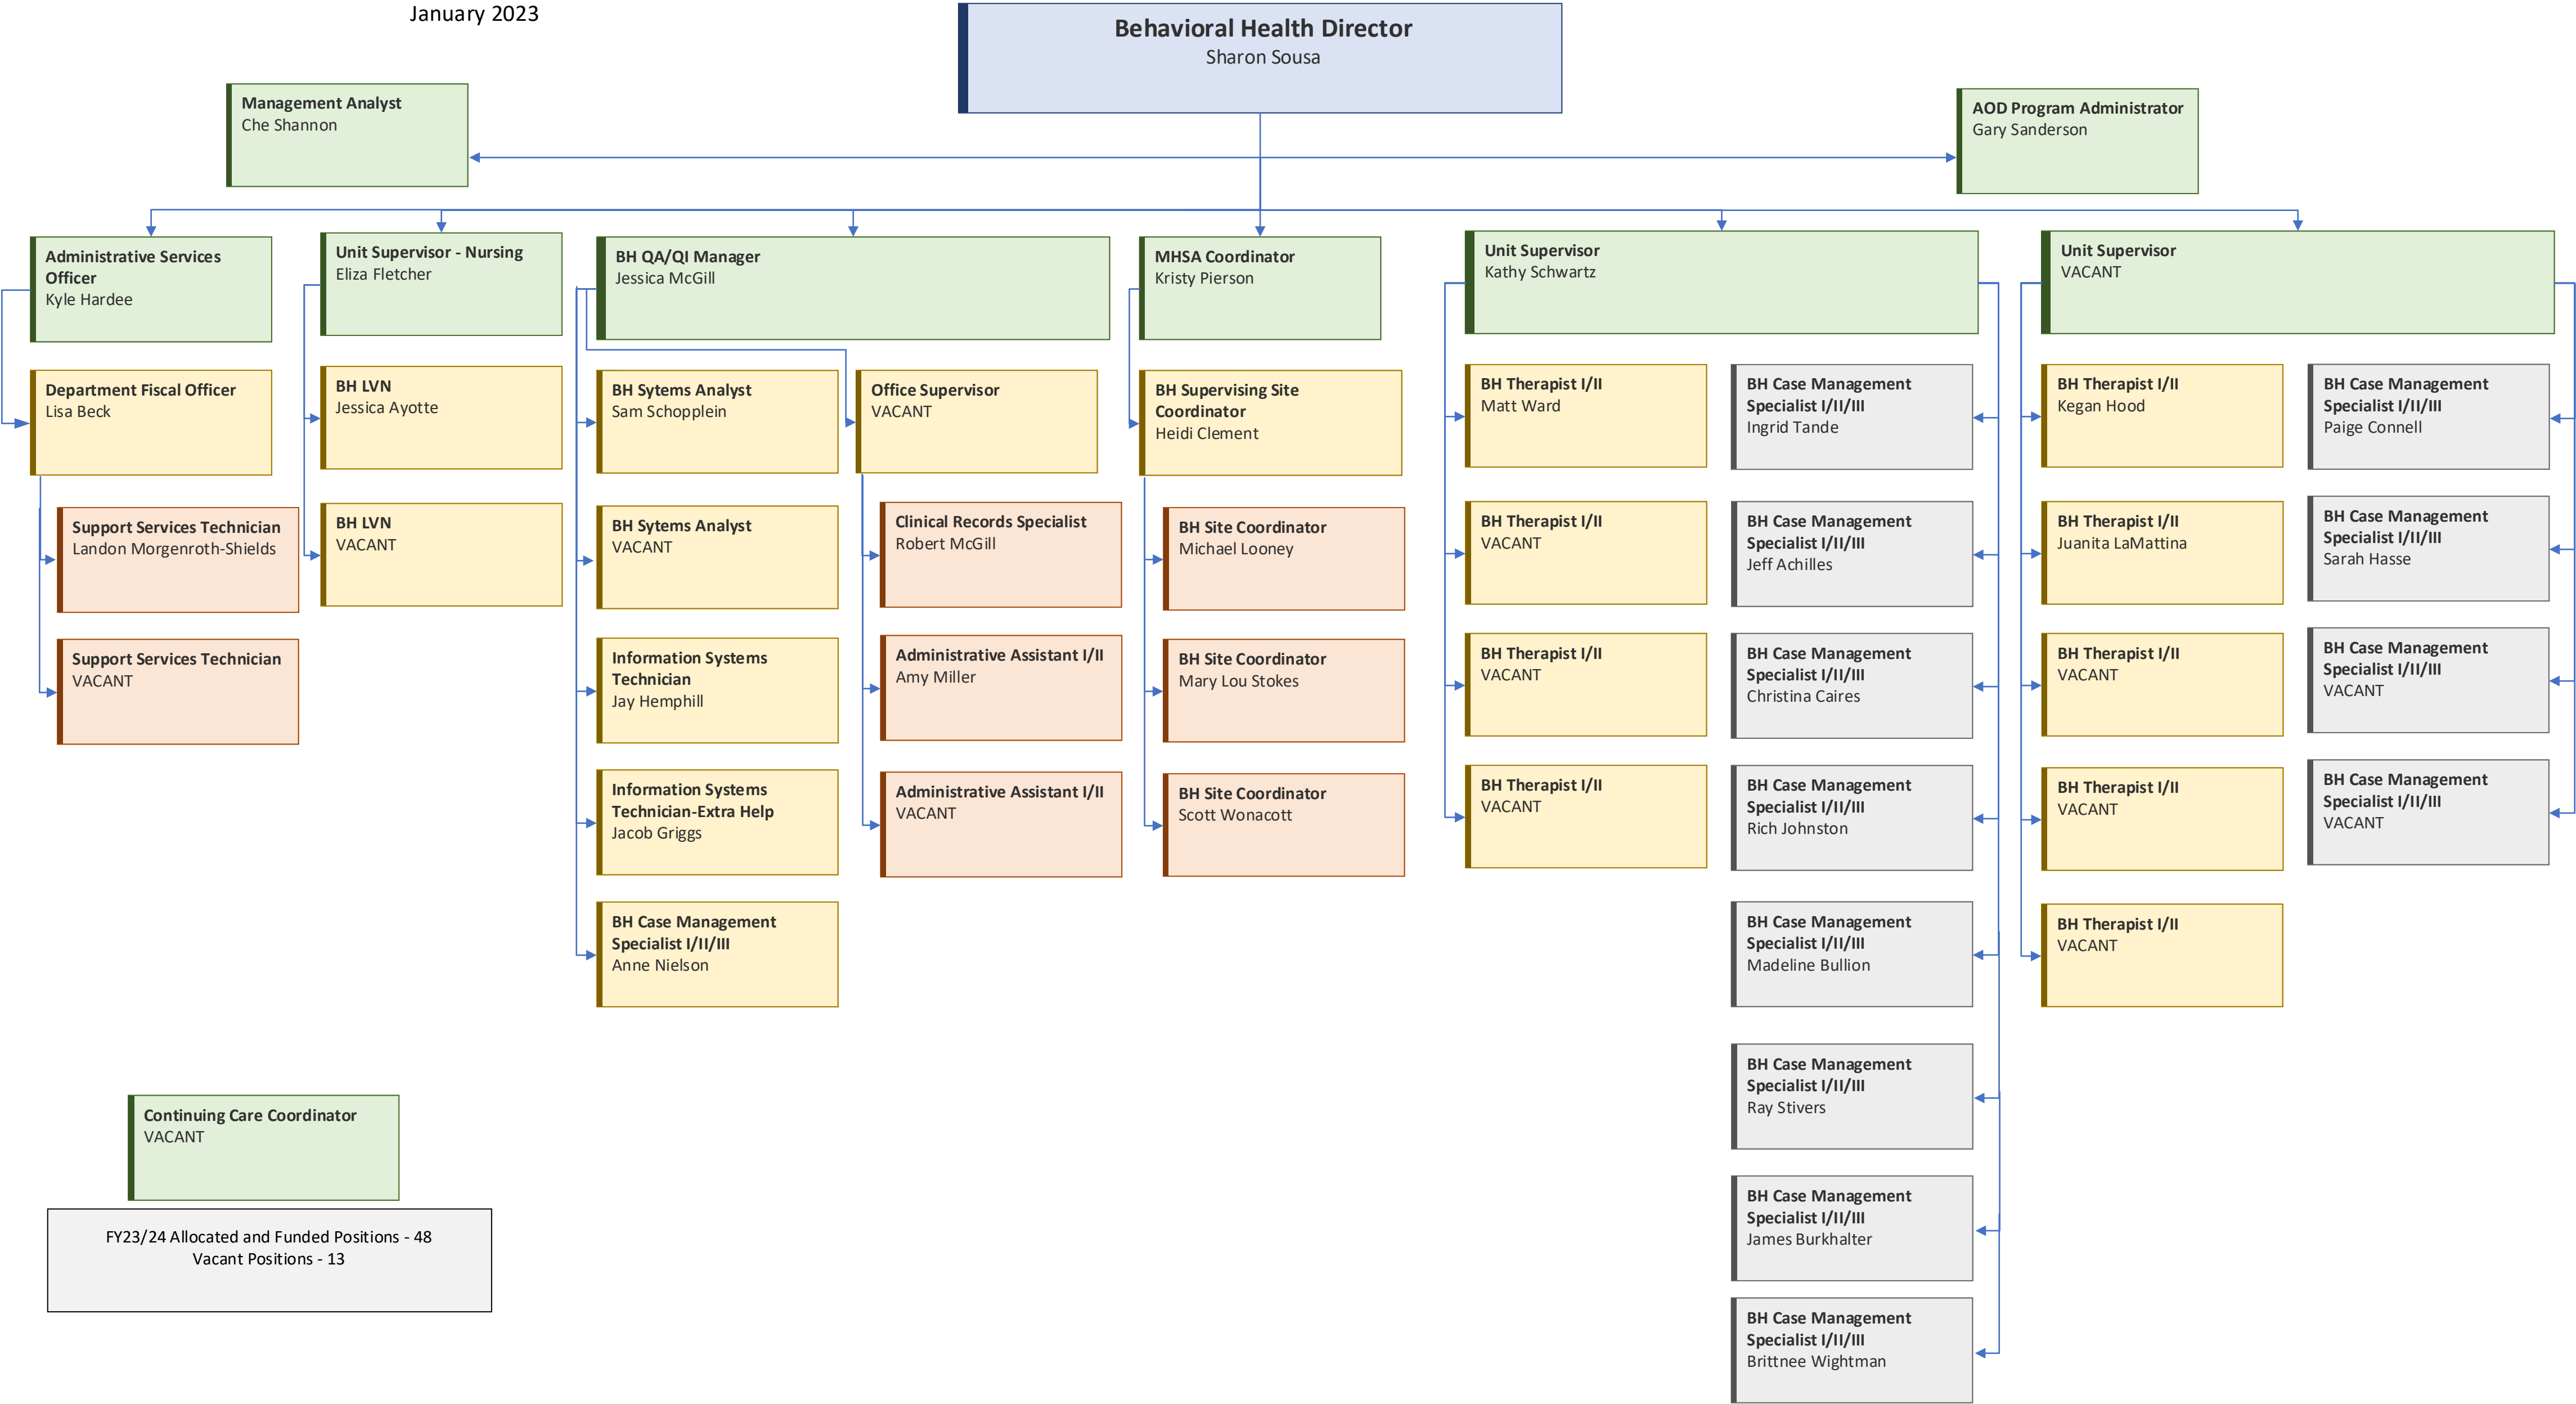 January 2023
Behavioral Health Director
Sharon Sousa
Management Analyst
Che Shannon
AOD Program Administrator
Gary Sanderson
Administrative Services
Officer
Kyle Hardee
Unit Supervisor - Nursing
Eliza Fletcher
BH QA/QI Manager
Jessica McGill
MHSA Coordinator
Kristy Pierson
Unit Supervisor
Kathy Schwartz
Unit Supervisor
VACANT
Department Fiscal Officer
Lisa Beck
Support Services Technician
Landon Morgenroth-Shields
Support Services Technician
VACANT
BH LVN
Jessica Ayotte
BH LVN
VACANT
BH Sytems Analyst
Sam Schopplein
BH Sytems Analyst
VACANT
Information Systems
Technician
Jay Hemphill
Information Systems
Technician-Extra Help
Jacob Griggs
BH Case Management
Specialist I/II/III
Anne Nielson
Office Supervisor
VACANT
Clinical Records Specialist
Robert McGill
Administrative Assistant I/II
Amy Miller
Administrative Assistant I/II
VACANT
BH Supervising Site
Coordinator
Heidi Clement
BH Site Coordinator
Michael Looney
BH Site Coordinator
Mary Lou Stokes
BH Site Coordinator
Scott Wonacott
BH Therapist I/II
Matt Ward
BH Therapist I/II
VACANT
BH Therapist I/II
VACANT
BH Therapist I/II
VACANT
BH Case Management
Specialist I/II/III
Ingrid Tande
BH Case Management
Specialist I/II/III
Jeff Achilles
BH Case Management
Specialist I/II/III
Christina Caires
BH Case Management
Specialist I/II/III
Rich Johnston
BH Case Management
Specialist I/II/III
Madeline Bullion
BH Case Management
Specialist I/II/III
Ray Stivers
BH Case Management
Specialist I/II/III
James Burkhalter
BH Case Management
Specialist I/II/III
Brittnee Wightman
BH Therapist I/II
Kegan Hood
BH Therapist I/II
Juanita LaMattina
BH Therapist I/II
VACANT
BH Therapist I/II
VACANT
BH Therapist I/II
VACANT
BH Case Management
Specialist I/II/III
Paige Connell
BH Case Management
Specialist I/II/III
Sarah Hasse
BH Case Management
Specialist I/II/III
VACANT
BH Case Management
Specialist I/II/III
VACANT
Continuing Care Coordinator
VACANT
FY23/24 Allocated and Funded Positions - 48
Vacant Positions - 13